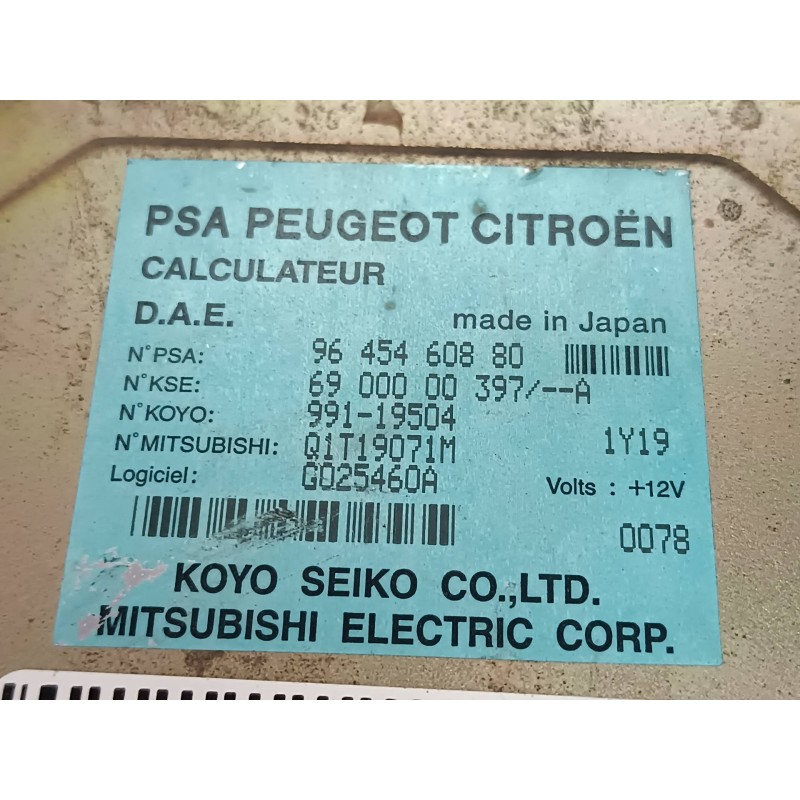 PSA PEUGEOT CITROËN
CALCULATEUR
D.A.E. made in Japan
N°PSA: 96 454 608 80
N°KSE: 69 000 00 397/--A
N°KOYO: 991-19504
N°MITSUBISHI: Q1T19071M 1Y19
Logiciel: G025460A Volts : +12V
0078
KOYO SEIKO CO.,LTD.
MITSUBISHI ELECTRIC CORP.